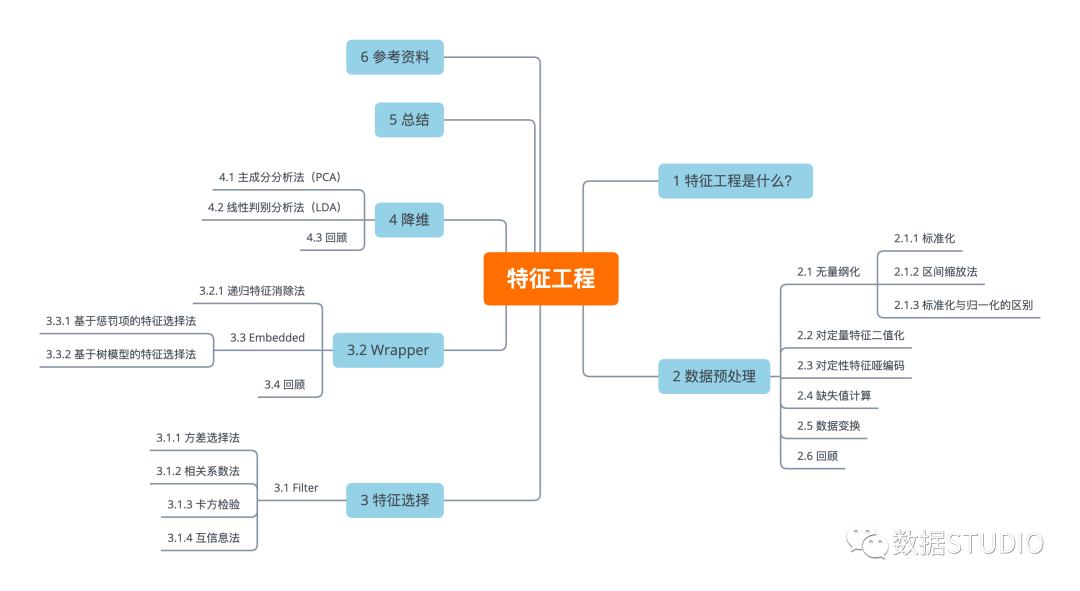 特征工程
1 特征工程是什么？
2 数据预处理
2.1 无量纲化
2.1.1 标准化
2.1.2 区间缩放法
2.1.3 标准化与归一化的区别
2.2 对定量特征二值化
2.3 对定性特征哑编码
2.4 缺失值计算
2.5 数据变换
2.6 回顾
3 特征选择
3.1 Filter
3.1.1 方差选择法
3.1.2 相关系数法
3.1.3 卡方检验
3.1.4 互信息法
3.2 Wrapper
3.2.1 递归特征消除法
3.3 Embedded
3.3.1 基于惩罚项的特征选择法
3.3.2 基于树模型的特征选择法
3.4 回顾
4 降维
4.1 主成分分析法（PCA）
4.2 线性判别分析法（LDA）
4.3 回顾
5 总结
6 参考资料
数据STUDIO